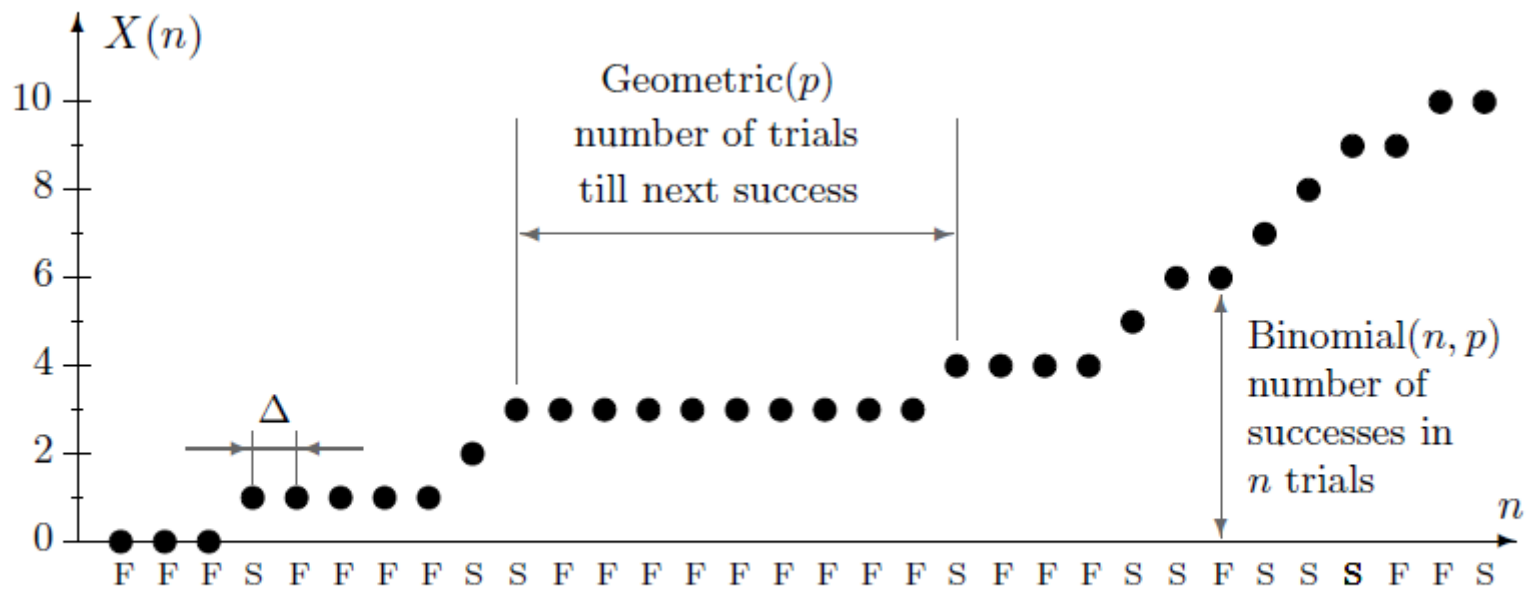 X(n)
Geometric(p)
number of trials
till next success
10
8
6
4
2
0
Δ
Binomial(n, p)
number of
successes in
n trials
n
F F F S F F F F S S F F F F F F F F F S F F F S S F S S S F F S